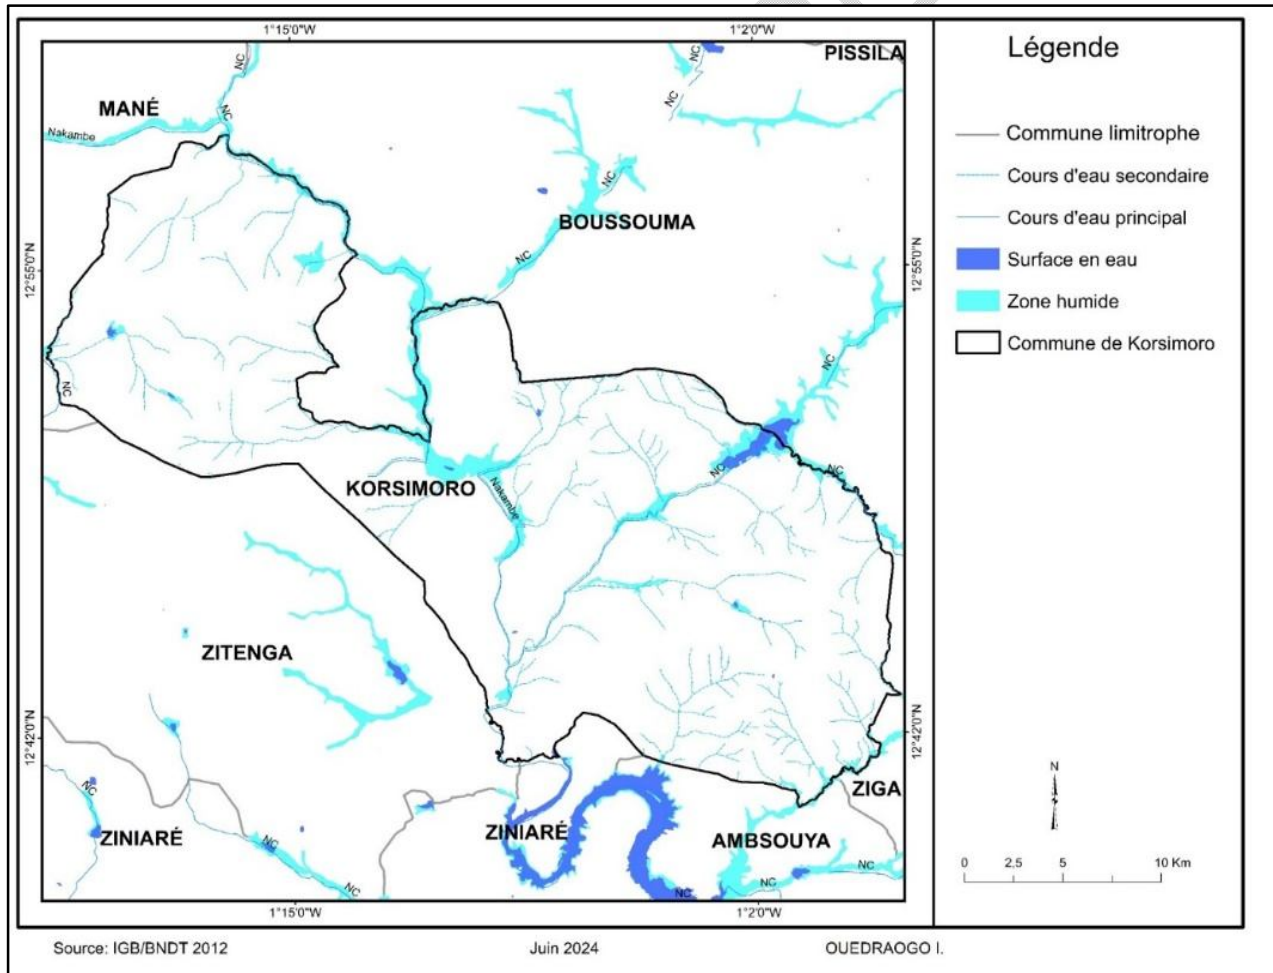 1°15'0"W
1°2'0"W
Légende
PISSILA
NC
NC
NC
MANÉ
NC
Nakambe
Commune limitrophe
Cours d'eau secondaire
NC
Cours d'eau principal
BOUSSOUMA
NC
12°55'0"N
12°55'0"N
Surface en eau
Zone humide
Commune de Korsimoro
NC
NC
NC
NC
KORSIMORO
Nakambe
ZITENGA
12°42'0"N
12°42'0"N
N
NC
ZIGA
ZINIARÉ
ZINIARÉ
AMBSOUYA
NC
NC
NC
NC
NC
0 2,5 5 10 Km
1°15'0"W
1°2'0"W
Source: IGB/BNDT 2012
Juin 2024
OUEDRAOGO I.